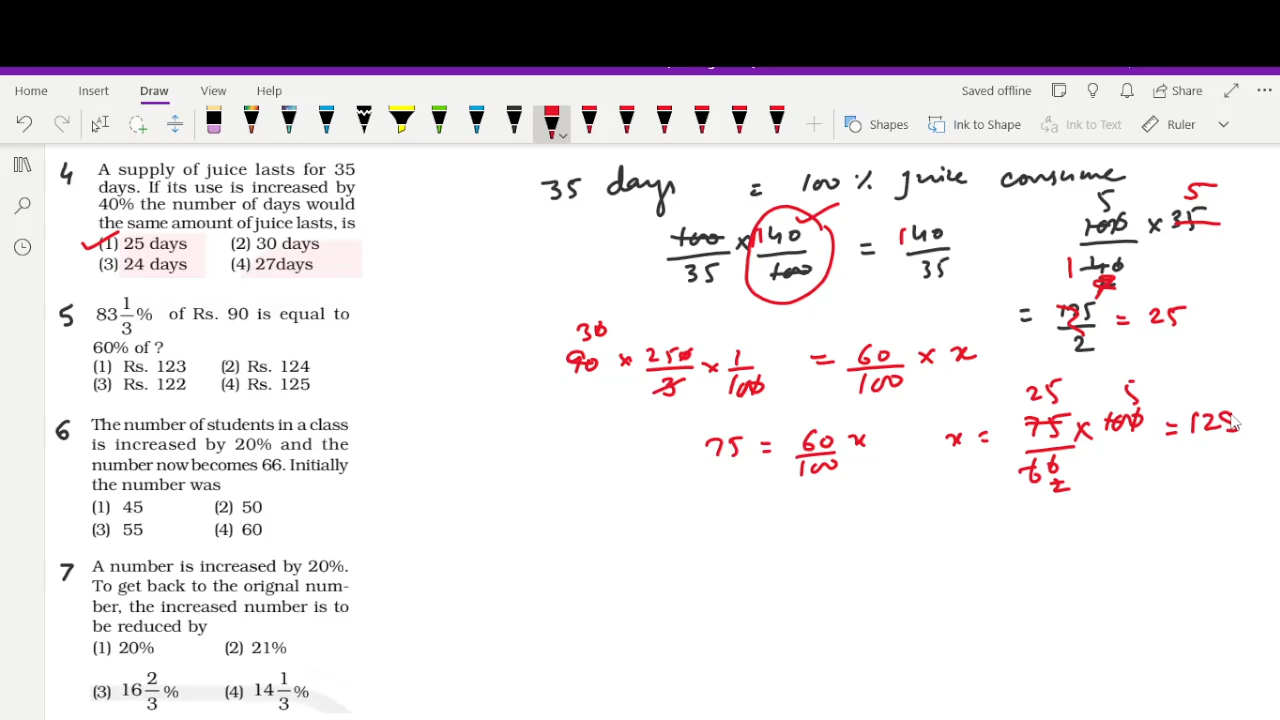 Home Insert Draw View Help Saved offline Share
Shapes Ink to Shape Ink to Text Ruler
4 A supply of juice lasts for 35
days. If its use is increased by
40% the number of days would
the same amount of juice lasts, is
(1) 25 days (2) 30 days
(3) 24 days (4) 27days
5 83 1/3 % of Rs. 90 is equal to
60% of ?
(1) Rs. 123 (2) Rs. 124
(3) Rs. 122 (4) Rs. 125
6 The number of students in a class
is increased by 20% and the
number now becomes 66. Initially
the number was
(1) 45 (2) 50
(3) 55 (4) 60
7 A number is increased by 20%.
To get back to the orignal num-
ber, the increased number is to
be reduced by
(1) 20% (2) 21%
(3) 16 2/3 % (4) 14 1/3 %
35 days = 100 % juice consume
100/35 × 140/100 = 140/35
5 5
100/140 × 35
= 2 = 25
30
90 × 250/3 × 1/100 = 60/100 × x
75 = 60/100 x
25 5
x = 75/60 × 100 = 125